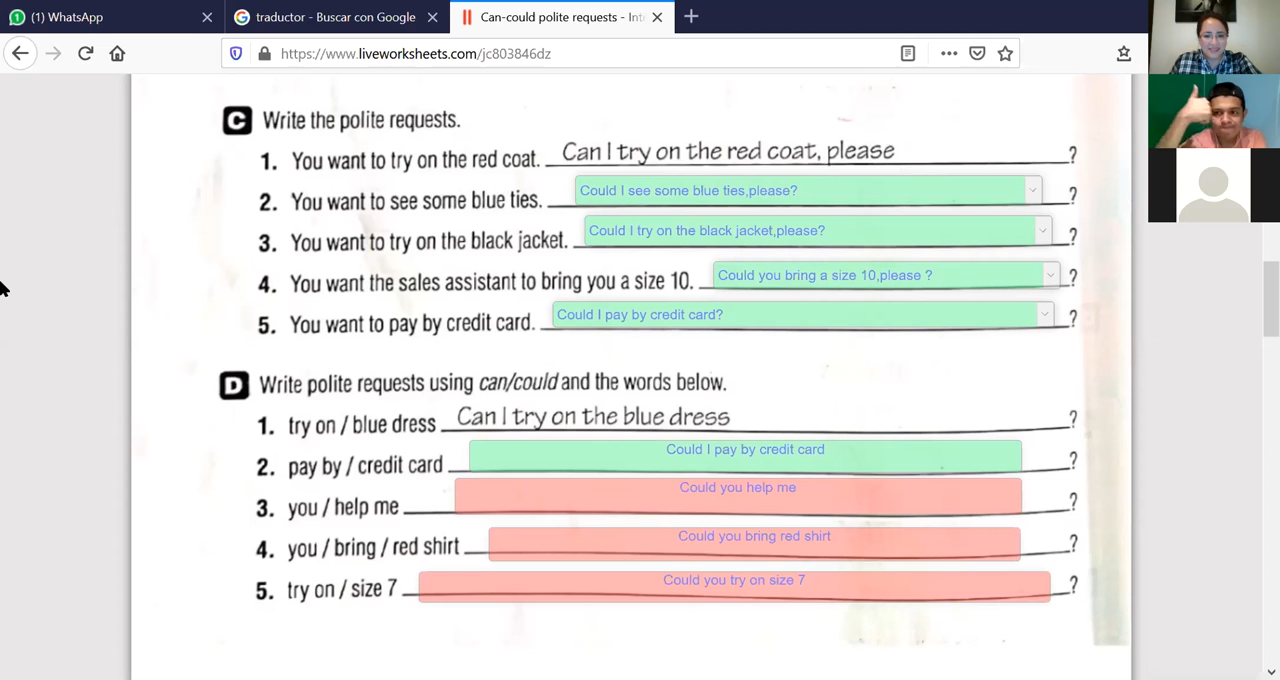 (1) WhatsApp
traductor - Buscar con Google
Can-could polite requests - Int
https://www.liveworksheets.com/jc803846dz
C Write the polite requests.
1. You want to try on the red coat. Can I try on the red coat, please ?
2. You want to see some blue ties. Could I see some blue ties,please? ?
3. You want to try on the black jacket. Could I try on the black jacket,please? ?
4. You want the sales assistant to bring you a size 10. Could you bring a size 10,please ? ?
5. You want to pay by credit card. Could I pay by credit card? ?
D Write polite requests using can/could and the words below.
1. try on / blue dress Can I try on the blue dress ?
2. pay by / credit card Could I pay by credit card ?
3. you / help me Could you help me ?
4. you / bring / red shirt Could you bring red shirt ?
5. try on / size 7 Could you try on size 7 ?